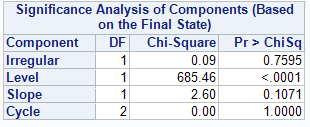 Significance Analysis of Components (Based
on the Final State)
Component DF Chi-Square Pr > ChiSq
Irregular 1 0.09 0.7595
Level 1 685.46 <.0001
Slope 1 2.60 0.1071
Cycle 2 0.00 1.0000